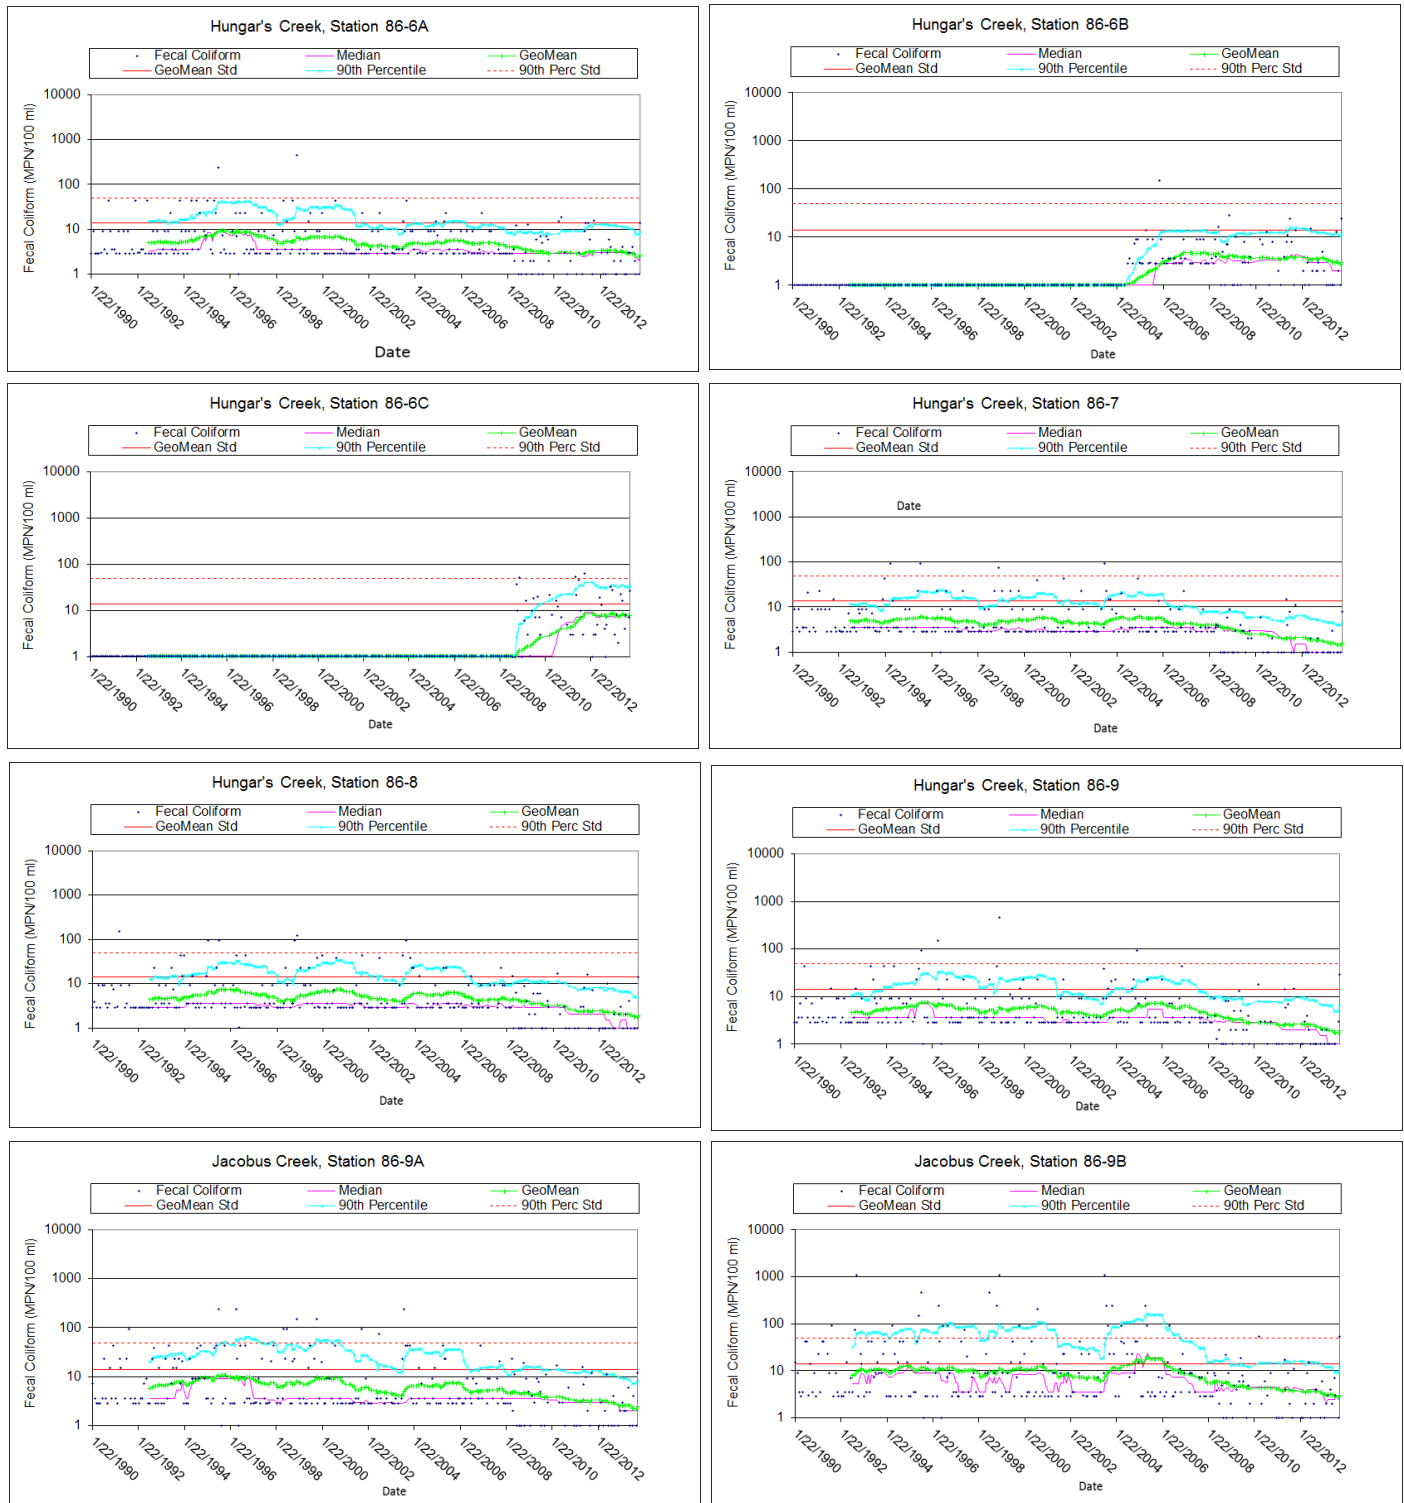 Hungar's Creek, Station 86-6A
Fecal Coliform Median GeoMean
GeoMean Std 90th Percentile 90th Perc Std
Fecal Coliform (MPN/100 ml)
10000
1000
100
10
1
1/22/1990 1/22/1992 1/22/1994 1/22/1996 1/22/1998 1/22/2000 1/22/2002 1/22/2004 1/22/2006 1/22/2008 1/22/2010 1/22/2012
Date
Hungar's Creek, Station 86-6B
Fecal Coliform Median GeoMean
GeoMean Std 90th Percentile 90th Perc Std
Fecal Coliform (MPN/100 ml)
10000
1000
100
10
1
1/22/1990 1/22/1992 1/22/1994 1/22/1996 1/22/1998 1/22/2000 1/22/2002 1/22/2004 1/22/2006 1/22/2008 1/22/2010 1/22/2012
Date
Hungar's Creek, Station 86-6C
Fecal Coliform Median GeoMean
GeoMean Std 90th Percentile 90th Perc Std
Fecal Coliform (MPN/100 ml)
10000
1000
100
10
1
1/22/1990 1/22/1992 1/22/1994 1/22/1996 1/22/1998 1/22/2000 1/22/2002 1/22/2004 1/22/2006 1/22/2008 1/22/2010 1/22/2012
Date
Hungar's Creek, Station 86-7
Fecal Coliform Median GeoMean
GeoMean Std 90th Percentile 90th Perc Std
Fecal Coliform (MPN/100 ml)
10000
Date
1000
100
10
1
1/22/1990 1/22/1992 1/22/1994 1/22/1996 1/22/1998 1/22/2000 1/22/2002 1/22/2004 1/22/2006 1/22/2008 1/22/2010 1/22/2012
Date
Hungar's Creek, Station 86-8
Fecal Coliform Median GeoMean
GeoMean Std 90th Percentile 90th Perc Std
Fecal Coliform (MPN/100 ml)
10000
1000
100
10
1
1/22/1990 1/22/1992 1/22/1994 1/22/1996 1/22/1998 1/22/2000 1/22/2002 1/22/2004 1/22/2006 1/22/2008 1/22/2010 1/22/2012
Date
Hungar's Creek, Station 86-9
Fecal Coliform Median GeoMean
GeoMean Std 90th Percentile 90th Perc Std
Fecal Coliform (MPN/100 ml)
10000
1000
100
10
1
1/22/1990 1/22/1992 1/22/1994 1/22/1996 1/22/1998 1/22/2000 1/22/2002 1/22/2004 1/22/2006 1/22/2008 1/22/2010 1/22/2012
Date
Jacobus Creek, Station 86-9A
Fecal Coliform Median GeoMean
GeoMean Std 90th Percentile 90th Perc Std
Fecal Coliform (MPN/100 ml)
10000
1000
100
10
1
1/22/1990 1/22/1992 1/22/1994 1/22/1996 1/22/1998 1/22/2000 1/22/2002 1/22/2004 1/22/2006 1/22/2008 1/22/2010 1/22/2012
Date
Jacobus Creek, Station 86-9B
Fecal Coliform Median GeoMean
GeoMean Std 90th Percentile 90th Perc Std
Fecal Coliform (MPN/100 ml)
10000
1000
100
10
1
1/22/1990 1/22/1992 1/22/1994 1/22/1996 1/22/1998 1/22/2000 1/22/2002 1/22/2004 1/22/2006 1/22/2008 1/22/2010 1/22/2012
Date